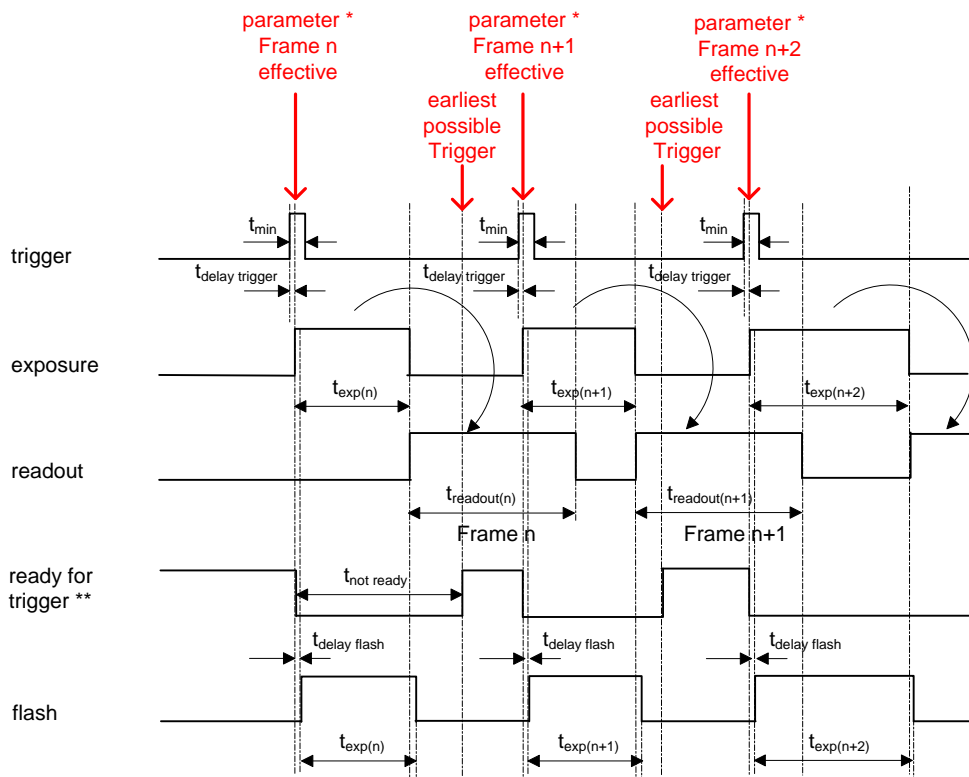 parameter *
Frame n
effective
parameter *
Frame n+1
effective
parameter *
Frame n+2
effective
earliest
possible
Trigger
earliest
possible
Trigger
tmin
tmin
tmin
trigger
tdelay trigger
tdelay trigger
tdelay trigger
exposure
texp(n)
texp(n+1)
texp(n+2)
readout
treadout(n)
treadout(n+1)
Frame n
Frame n+1
ready for
trigger **
tnot ready
tdelay flash
tdelay flash
tdelay flash
flash
texp(n)
texp(n+1)
texp(n+2)